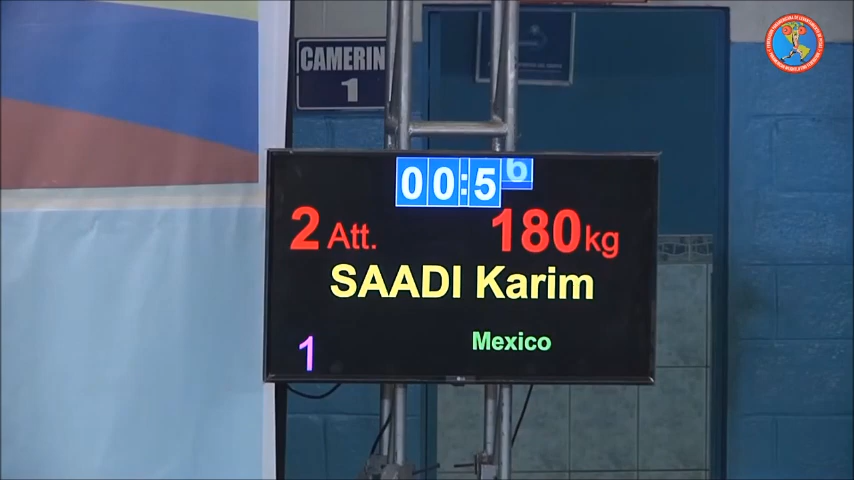 CAMERIN
1
00:56
2 Att. 180kg
SAADI Karim
Mexico
1